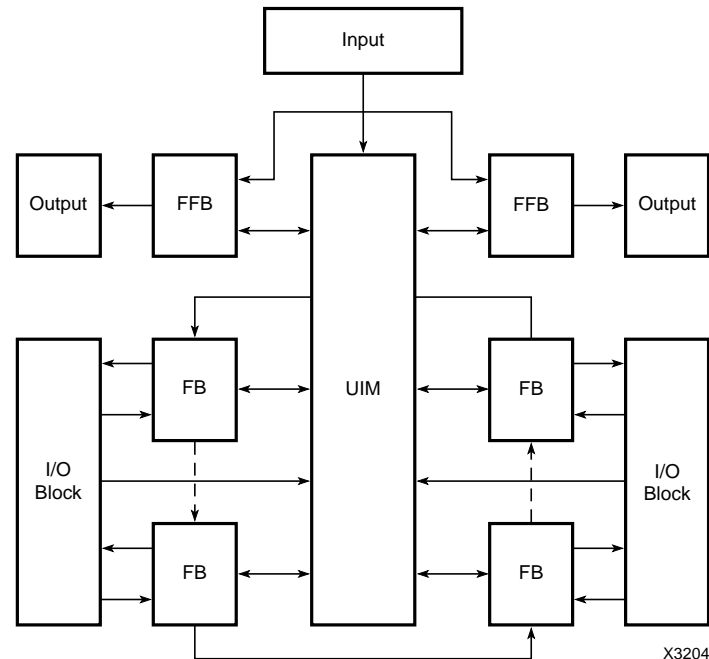 Input
Output
FFB
FFB
Output
FB
UIM
FB
I/O
Block
I/O
Block
FB
FB
X3204